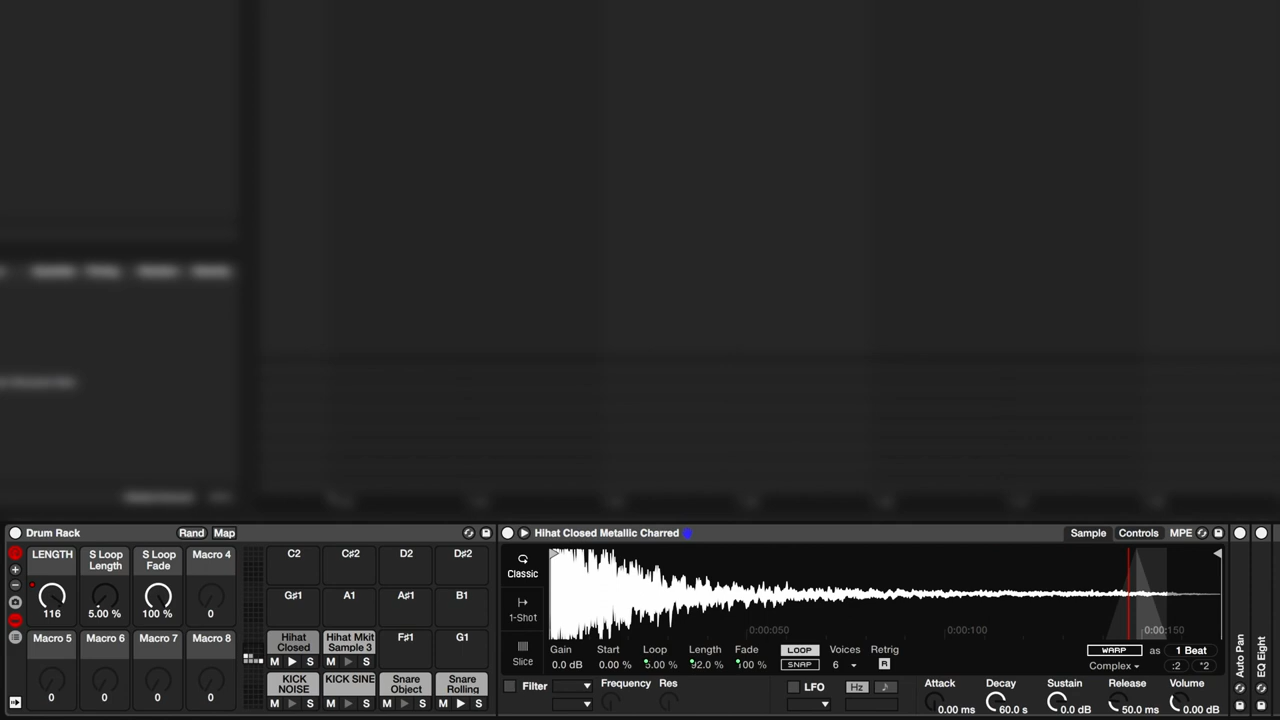 Drum Rack Rand Map
LENGTH S Loop Length S Loop Fade Macro 4
116 5.00 % 100 % 0
Macro 5 Macro 6 Macro 7 Macro 8
0 0 0 0
C2 C♯2 D2 D♯2
G♯1 A1 A♯1 B1
Hihat Closed Hihat Mkit Sample 3 F♯1 G1
M S M S
KICK NOISE KICK SINE Snare Object Snare Rolling
M S M S M S M S
Hihat Closed Metallic Charred Sample Controls MPE
Classic
1-Shot
Slice
0:00:050 0:00:100 0:00:150
Gain Start Loop Length Fade LOOP Voices Retrig WARP as 1 Beat
0.0 dB 0.00 % 5.00 % 92.0 % 100 % SNAP 6 R Complex :2 *2
Filter Frequency Res LFO Hz Attack Decay Sustain Release Volume
0.00 ms 60.0 s 0.0 dB 50.0 ms 0.00 dB
Auto Pan
EQ Eight